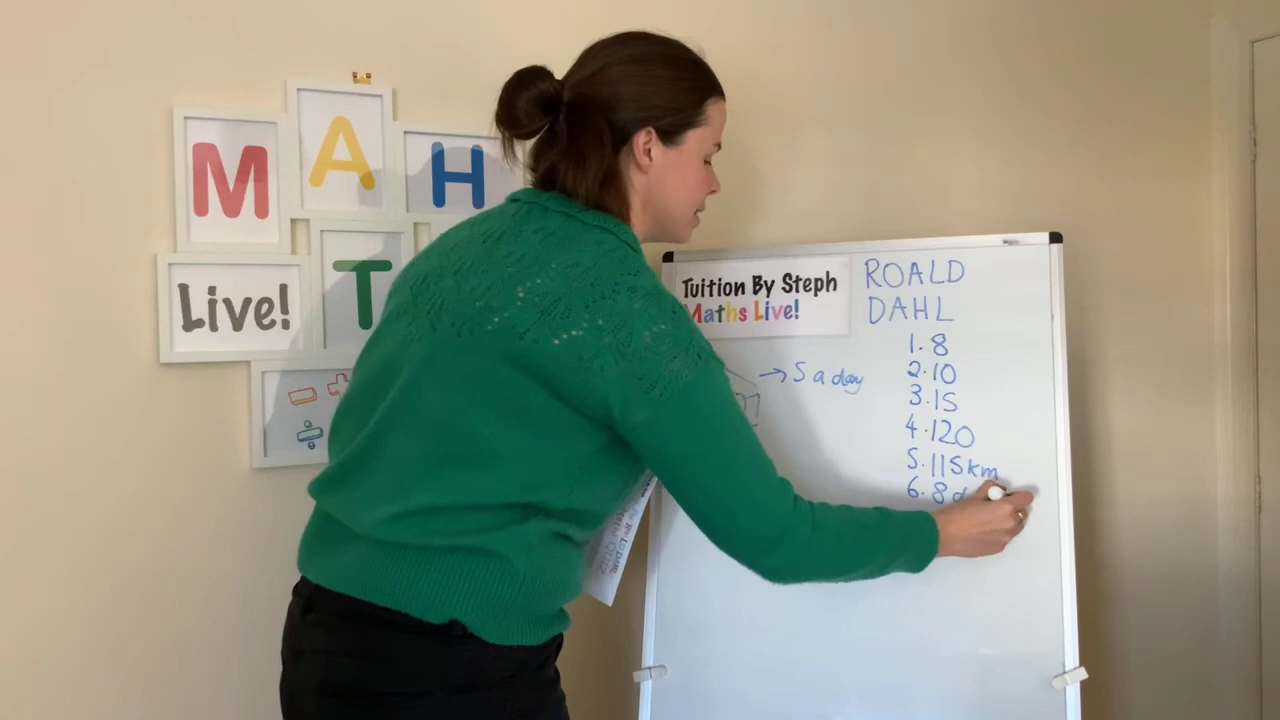 M A H
Live! T
Tuition By Steph
Maths Live!
ROALD
DAHL
→ 5 a day
1. 8
2. 10
3. 15
4. 120
5. 115km
6. 8 d
QUIZ